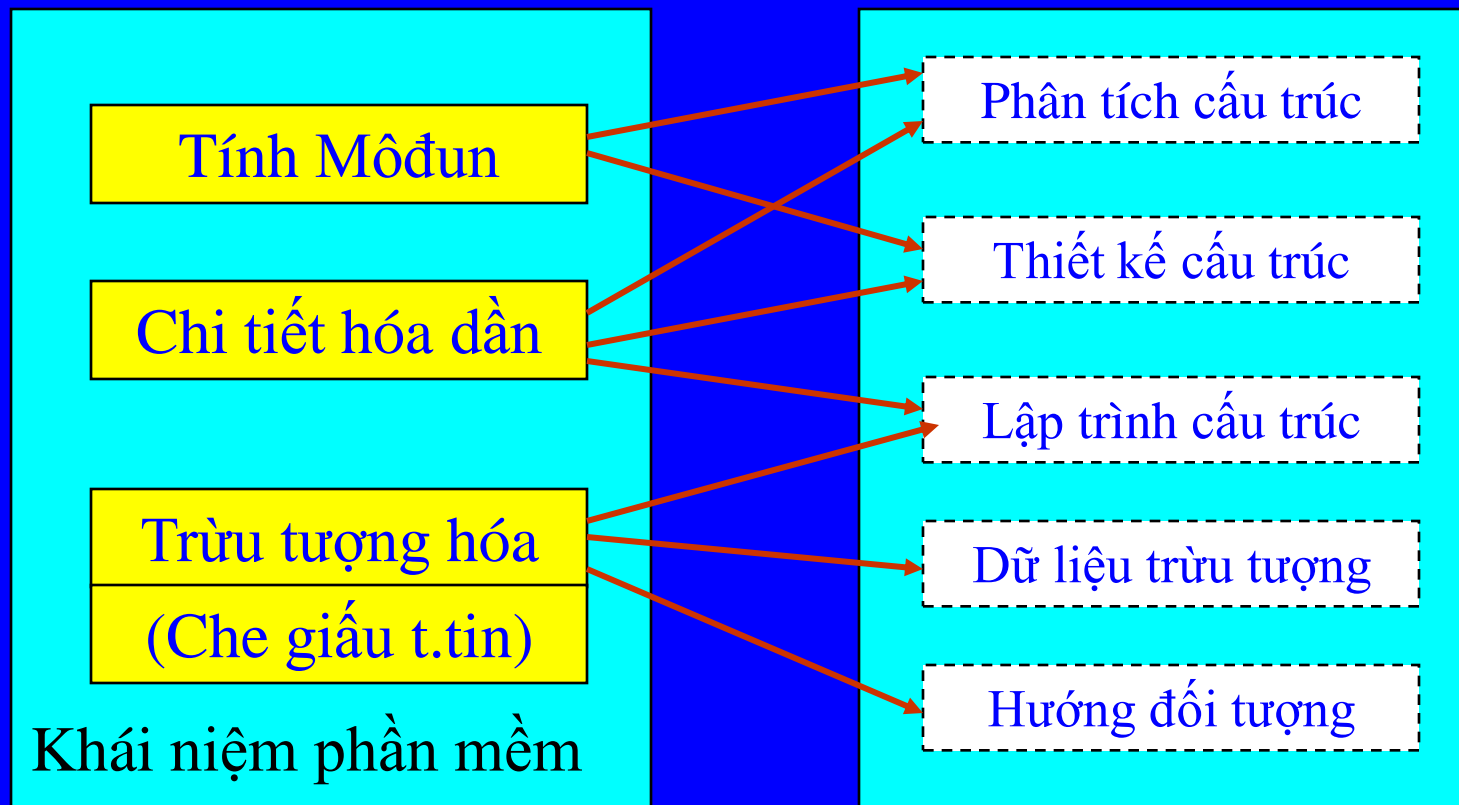 Tính Môđun
Chi tiết hóa dần
Trừu tượng hóa
(Che giấu t.tin)
Khái niệm phần mềm
Phân tích cấu trúc
Thiết kế cấu trúc
Lập trình cấu trúc
Dữ liệu trừu tượng
Hướng đối tượng